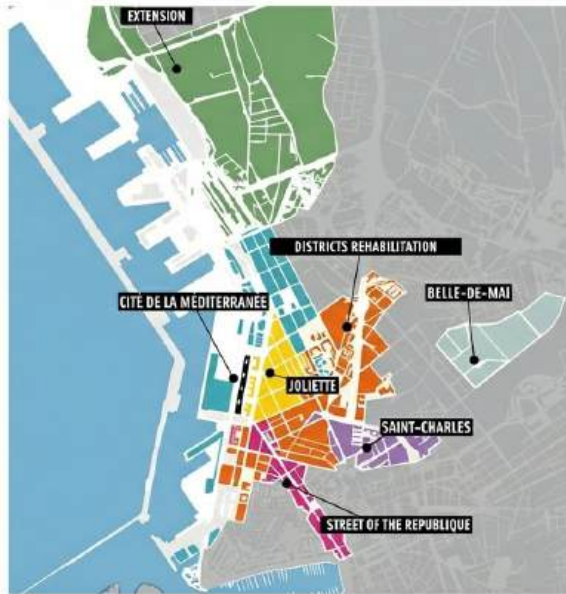 EXTENSION
DISTRICTS REHABILITATION
BELLE-DE-MAI
CITÉ DE LA MÉDITERRANÉE
JOLIETTE
SAINT-CHARLES
STREET OF THE REPUBLIQUE